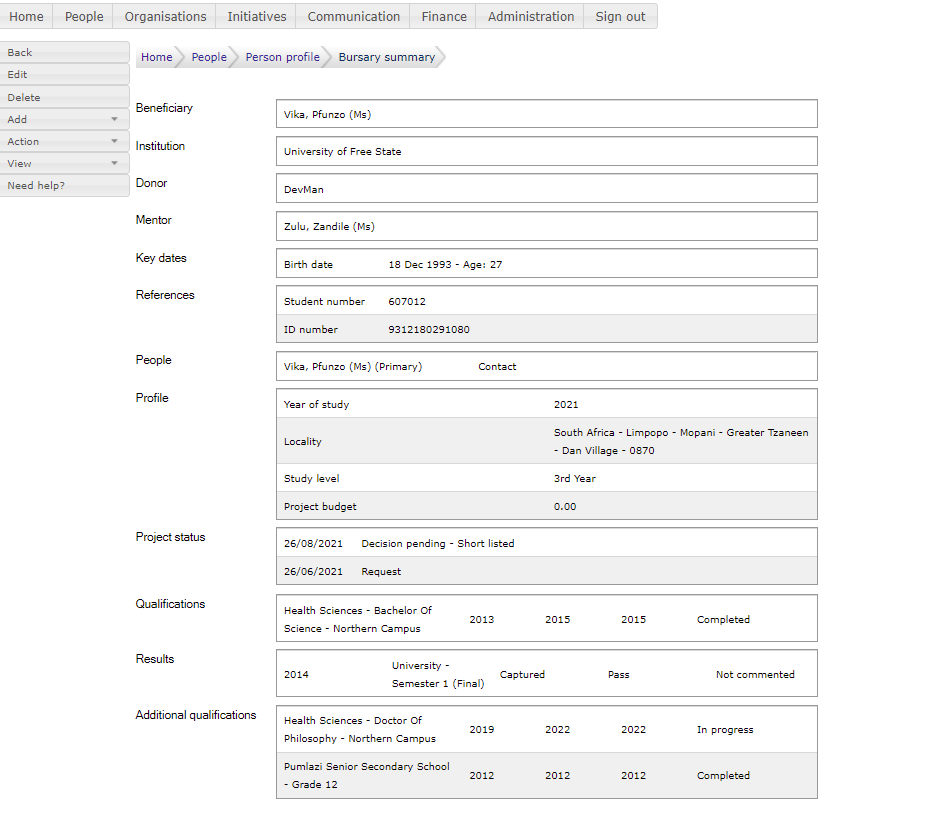 Home People Organisations Initiatives Communication Finance Administration Sign out
Back
Edit
Delete
Add
Action
View
Need help?
Home People Person profile Bursary summary
Beneficiary
Vika, Pfunzo (Ms)
Institution
University of Free State
Donor
DevMan
Mentor
Zulu, Zandile (Ms)
Key dates
Birth date 18 Dec 1993 - Age: 27
References
Student number 607012
ID number 9312180291080
People
Vika, Pfunzo (Ms) (Primary) Contact
Profile
Year of study 2021
Locality South Africa - Limpopo - Mopani - Greater Tzaneen
- Dan Village - 0870
Study level 3rd Year
Project budget 0.00
Project status
26/08/2021 Decision pending - Short listed
26/06/2021 Request
Qualifications
Health Sciences - Bachelor Of
Science - Northern Campus 2013 2015 2015 Completed
Results
2014 University -
Semester 1 (Final) Captured Pass Not commented
Additional qualifications
Health Sciences - Doctor Of
Philosophy - Northern Campus 2019 2022 2022 In progress
Pumlazi Senior Secondary School
- Grade 12 2012 2012 2012 Completed